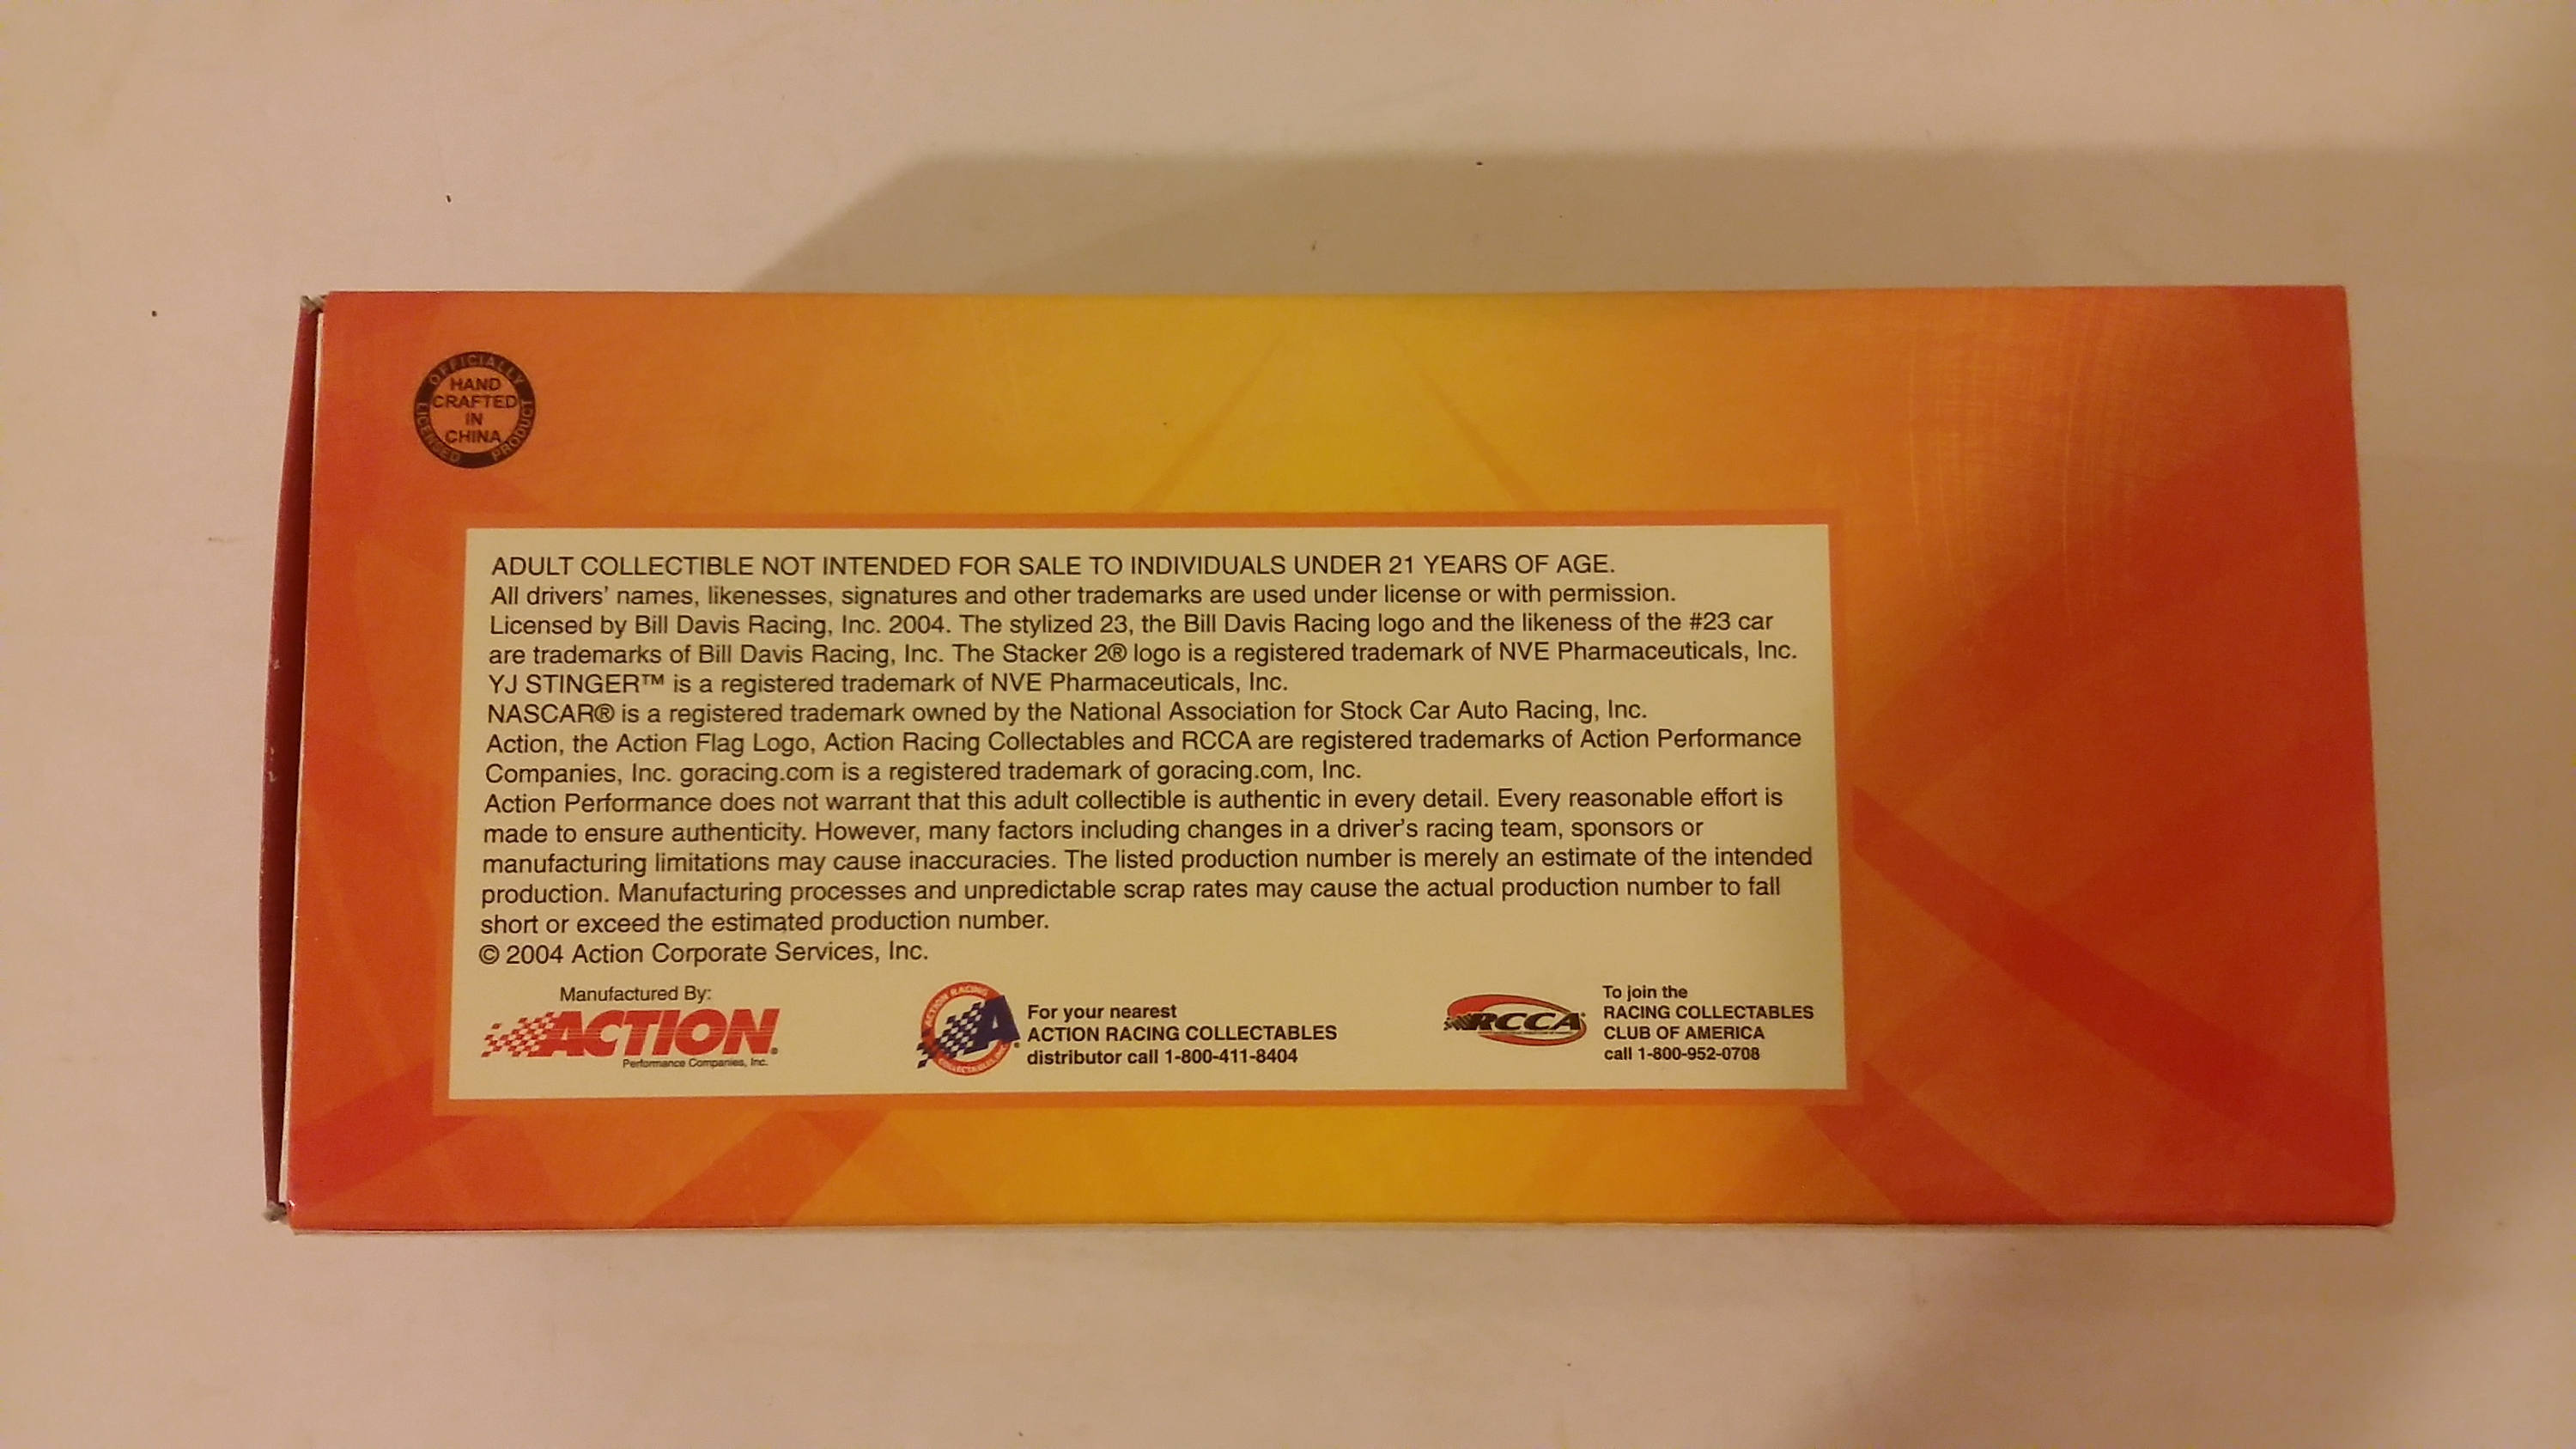 OFFICIALLY
LICENSED PRODUCT
HAND
CRAFTED
IN
CHINA
ADULT COLLECTIBLE NOT INTENDED FOR SALE TO INDIVIDUALS UNDER 21 YEARS OF AGE.
All drivers' names, likenesses, signatures and other trademarks are used under license or with permission.
Licensed by Bill Davis Racing, Inc. 2004. The stylized 23, the Bill Davis Racing logo and the likeness of the #23 car
are trademarks of Bill Davis Racing, Inc. The Stacker 2® logo is a registered trademark of NVE Pharmaceuticals, Inc.
YJ STINGER™ is a registered trademark of NVE Pharmaceuticals, Inc.
NASCAR® is a registered trademark owned by the National Association for Stock Car Auto Racing, Inc.
Action, the Action Flag Logo, Action Racing Collectables and RCCA are registered trademarks of Action Performance
Companies, Inc. goracing.com is a registered trademark of goracing.com, Inc.
Action Performance does not warrant that this adult collectible is authentic in every detail. Every reasonable effort is
made to ensure authenticity. However, many factors including changes in a driver's racing team, sponsors or
manufacturing limitations may cause inaccuracies. The listed production number is merely an estimate of the intended
production. Manufacturing processes and unpredictable scrap rates may cause the actual production number to fall
short or exceed the estimated production number.
© 2004 Action Corporate Services, Inc.
Manufactured By:
ACTION®
Performance Companies, Inc.
ACTION RACING
A
For your nearest
ACTION RACING COLLECTABLES
distributor call 1-800-411-8404
RCCA
To join the
RACING COLLECTABLES
CLUB OF AMERICA
call 1-800-952-0708